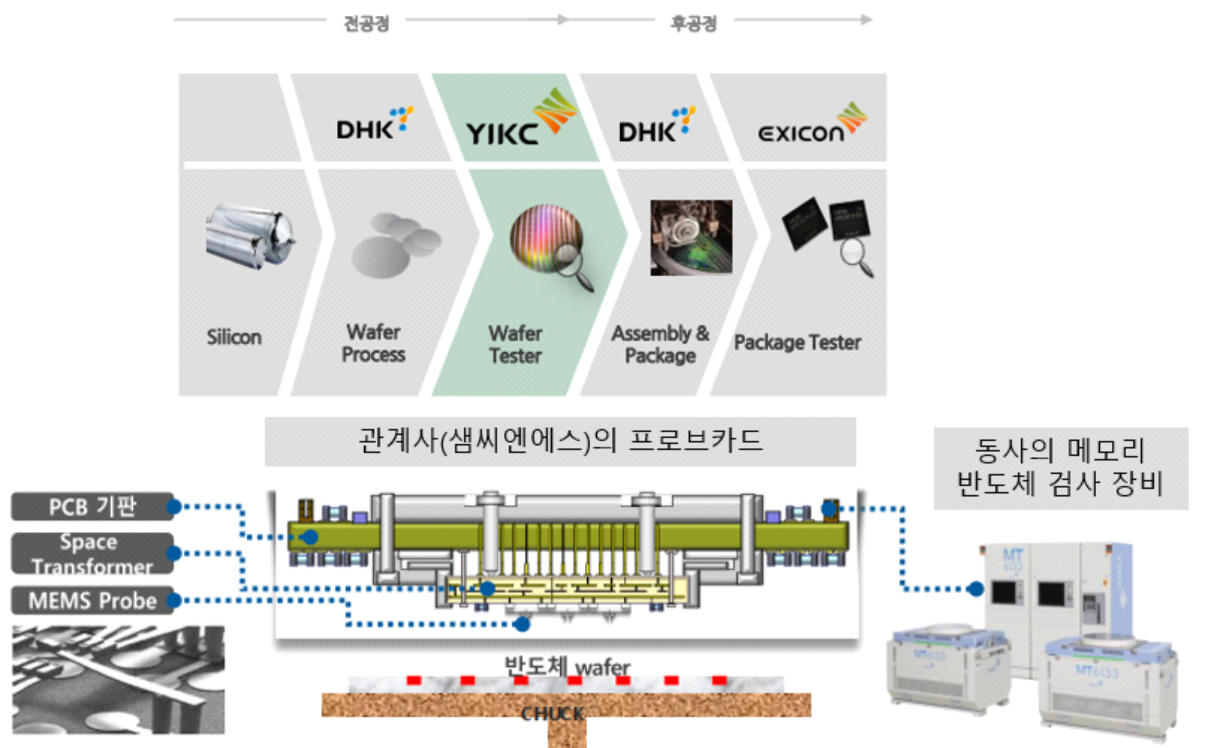 전공정
후공정
DHK
YIKC
DHK
EXICON
Silicon
Wafer
Process
Wafer
Tester
Assembly &
Package
Package Tester
관계사(샘씨엔에스)의 프로브카드
동사의 메모리
반도체 검사 장비
PCB 기판
Space
Transformer
MEMS Probe
반도체 wafer
CHUCK
MT
6133
MT6133
MT6133